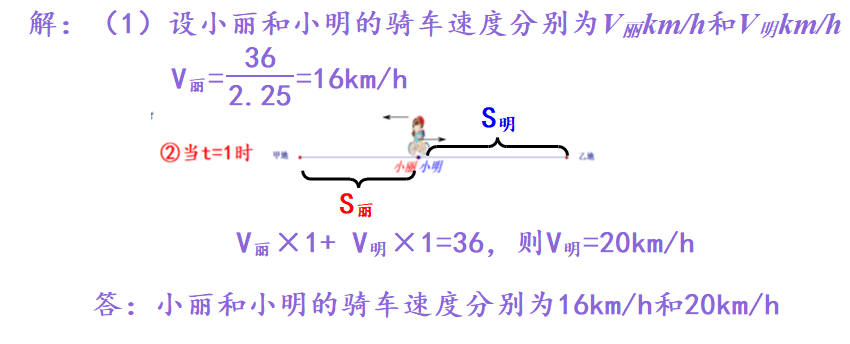 解：（1）设小丽和小明的骑车速度分别为V丽km/h和V明km/h
V丽=36/2.25=16km/h
S明
②当t=1时 甲地 小丽 小明 乙地
S丽
V丽×1+ V明×1=36，则V明=20km/h
答：小丽和小明的骑车速度分别为16km/h和20km/h